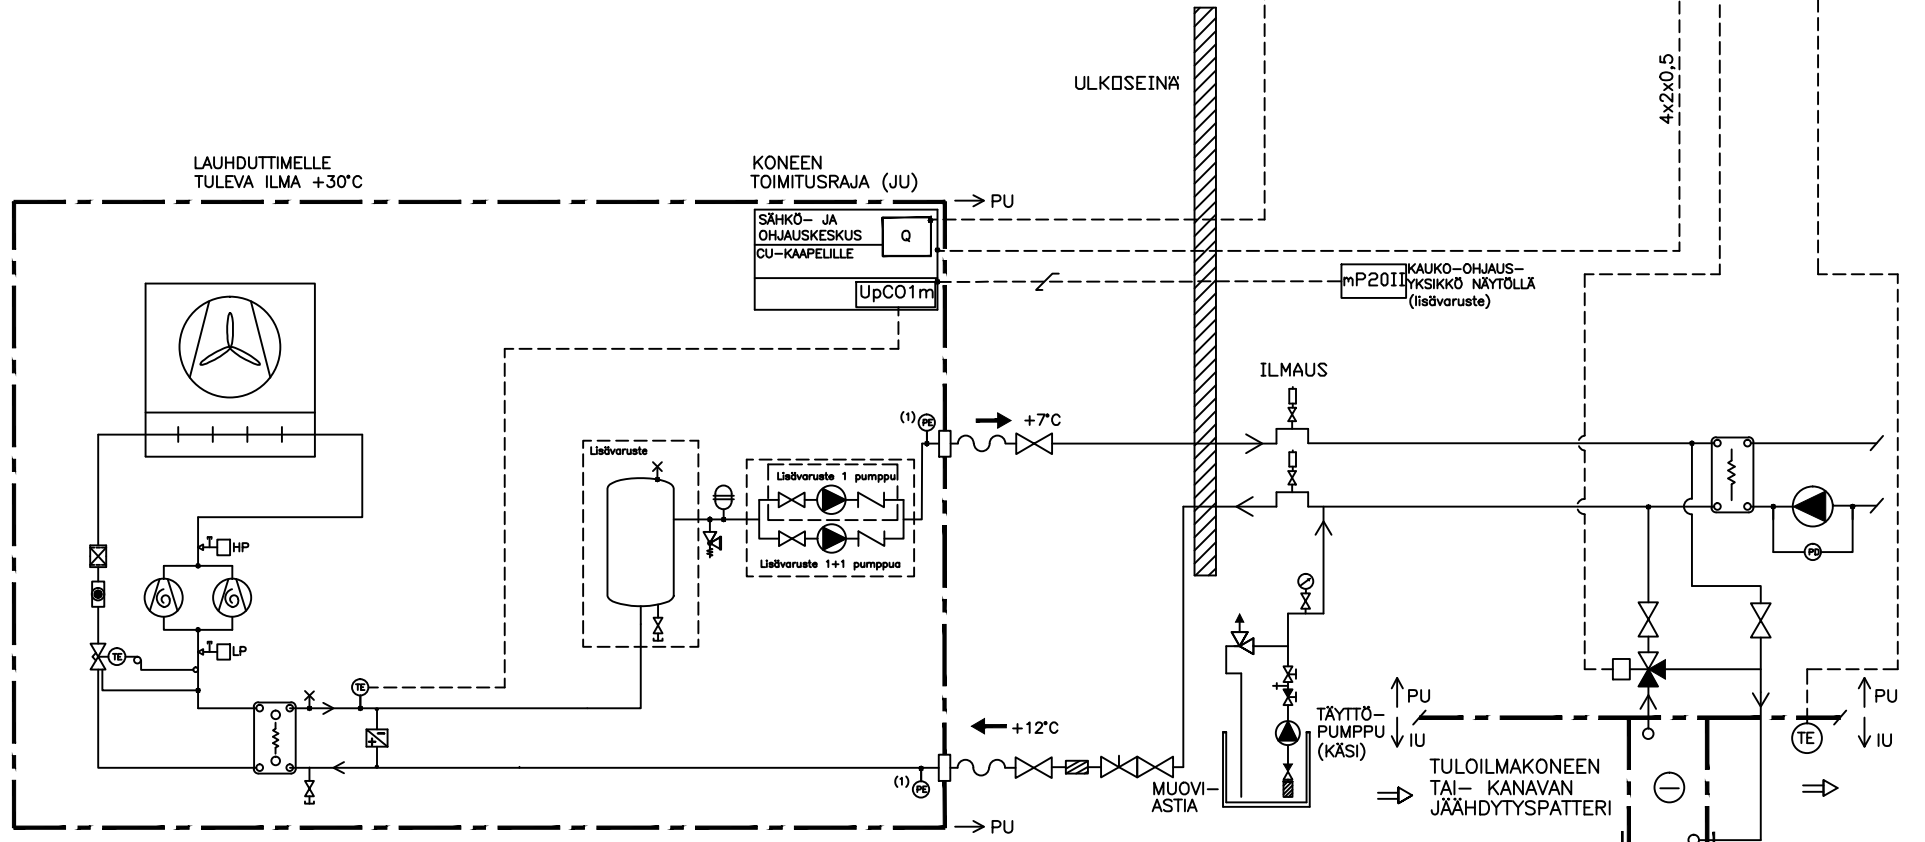 ULKOSEINÄ
4x2x0,5
LAUHDUTTIMELLE
TULEVA ILMA +30°C
KONEEN
TOIMITUSRAJA (JU)
PU
SÄHKÖ- JA
OHJAUSKESKUS
Q
CU-KAAPELILLE
UpCO1m
mP20II
KAUKO-OHJAUS-
YKSIKKÖ NÄYTÖLLÄ
(lisävaruste)
ILMAUS
(1) PE
+7°C
Lisävaruste
Lisävaruste 1 pumppu
Lisävaruste 1+1 pumppua
HP
LP
TE
TE
PD
+12°C
(1) PE
PU
MUOVI-
ASTIA
TÄYTTÖ-
PUMPPU
(KÄSI)
PU
IU
TE
PU
IU
TULOILMAKONEEN
TAI- KANAVAN
JÄÄHDYTYSPATTERI